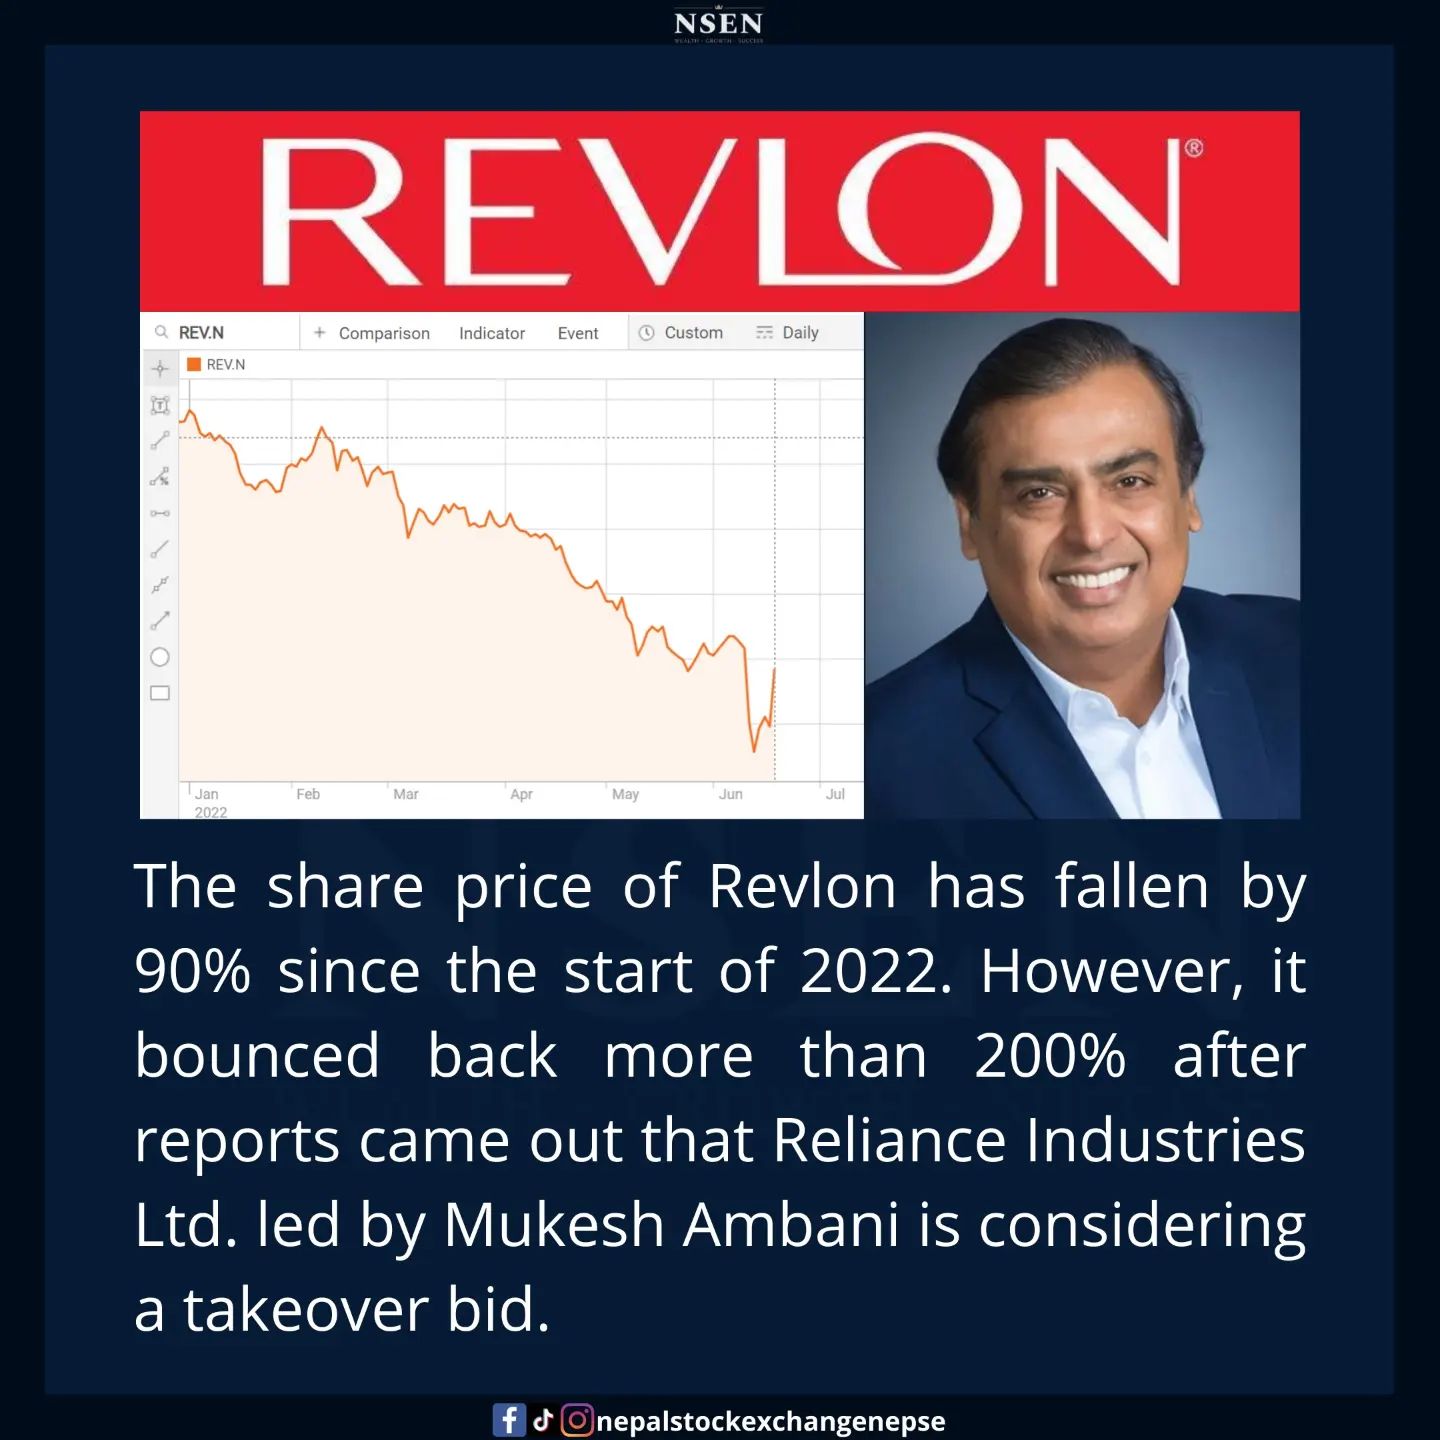 NSEN
WEALTH - GROWTH - SUCCESS
REVLON®
REV.N
+ Comparison Indicator Event Custom Daily
REV.N
Jan Feb Mar Apr May Jun Jul
2022
The share price of Revlon has fallen by
90% since the start of 2022. However, it
bounced back more than 200% after
reports came out that Reliance Industries
Ltd. led by Mukesh Ambani is considering
a takeover bid.
nepalstockexchangenepse